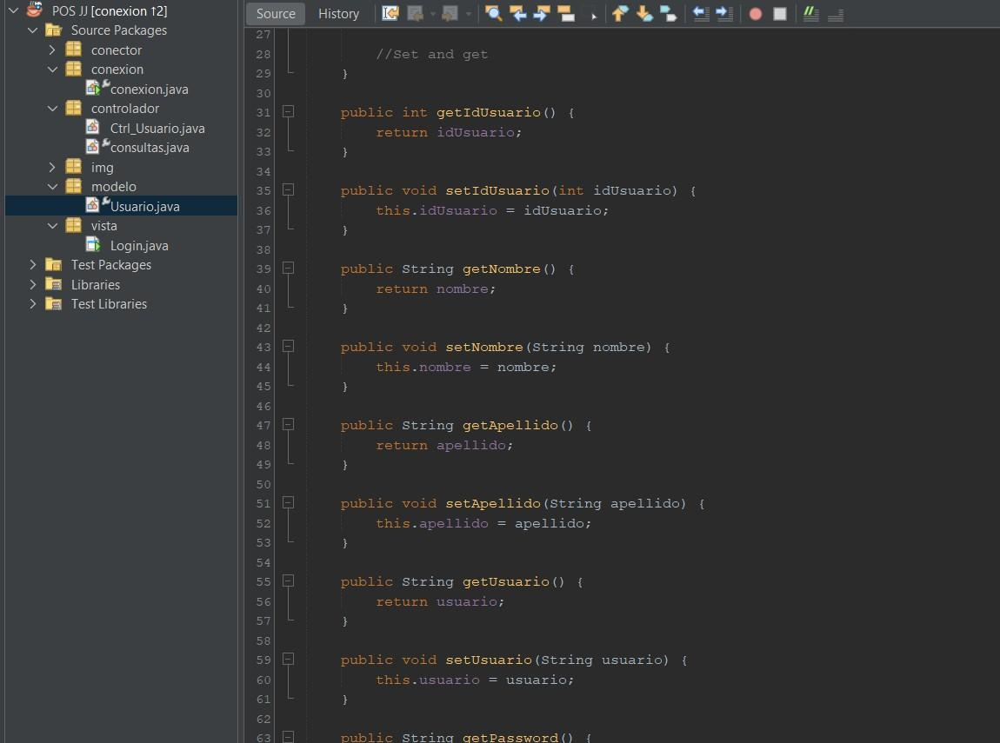 POS JJ [conexion ↑2]
Source Packages
conector
conexion
conexion.java
controlador
Ctrl_Usuario.java
consultas.java
img
modelo
Usuario.java
vista
Login.java
Test Packages
Libraries
Test Libraries
Source History
27
28 //Set and get
29 }
30
31 public int getIdUsuario() {
32 return idUsuario;
33 }
34
35 public void setIdUsuario(int idUsuario) {
36 this.idUsuario = idUsuario;
37 }
38
39 public String getNombre() {
40 return nombre;
41 }
42
43 public void setNombre(String nombre) {
44 this.nombre = nombre;
45 }
46
47 public String getApellido() {
48 return apellido;
49 }
50
51 public void setApellido(String apellido) {
52 this.apellido = apellido;
53 }
54
55 public String getUsuario() {
56 return usuario;
57 }
58
59 public void setUsuario(String usuario) {
60 this.usuario = usuario;
61 }
62
63 public String getPassword() {